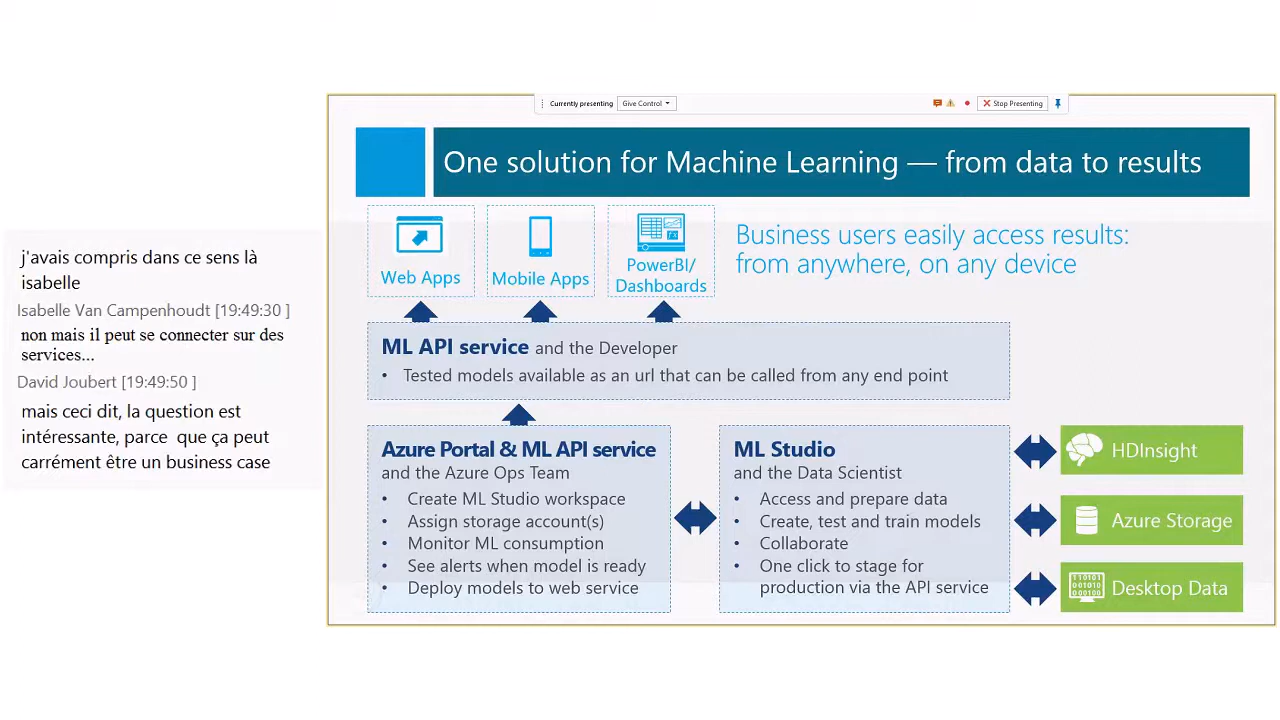 j'avais compris dans ce sens là
isabelle
Isabelle Van Campenhoudt [19:49:30 ]
non mais il peut se connecter sur des
services...
David Joubert [19:49:50 ]
mais ceci dit, la question est
intéressante, parce  que ça peut
carrément être un business case
Currently presenting
Give Control
Stop Presenting
One solution for Machine Learning — from data to results
Web Apps
Mobile Apps
PowerBI/
Dashboards
Business users easily access results:
from anywhere, on any device
ML API service and the Developer
• Tested models available as an url that can be called from any end point
Azure Portal & ML API service
and the Azure Ops Team
• Create ML Studio workspace
• Assign storage account(s)
• Monitor ML consumption
• See alerts when model is ready
• Deploy models to web service
ML Studio
and the Data Scientist
• Access and prepare data
• Create, test and train models
• Collaborate
• One click to stage for
production via the API service
HDInsight
Azure Storage
Desktop Data